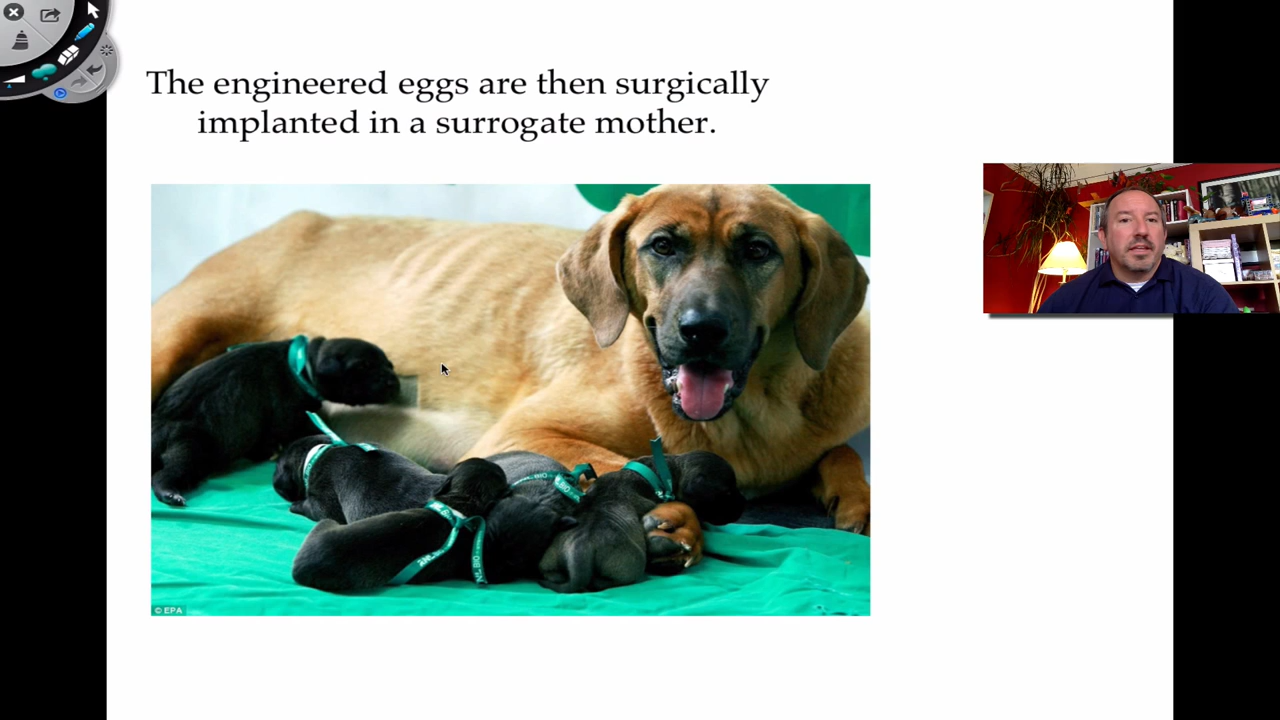 The engineered eggs are then surgically
implanted in a surrogate mother.
© EPA